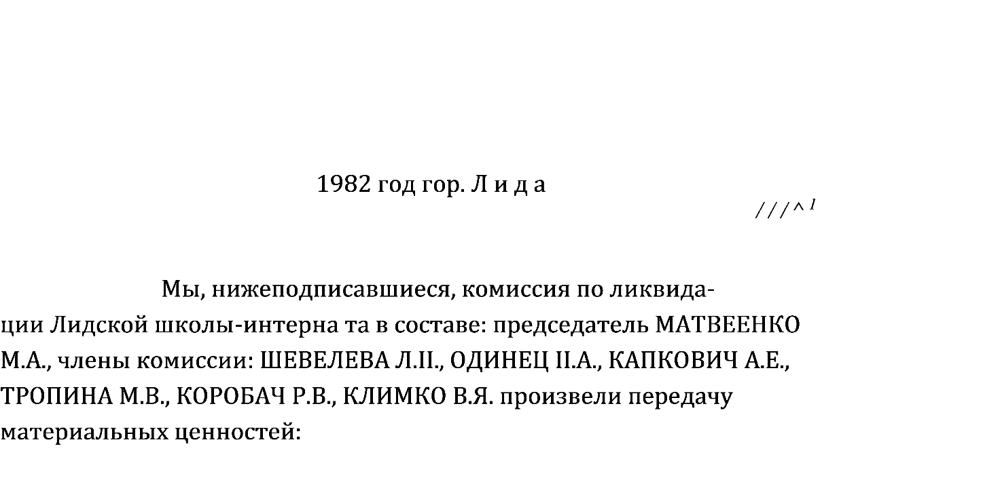 1982 год гор. Л и д а
///^ 1
Мы, нижеподписавшиеся, комиссия по ликвида-
ции Лидской школы-интерна та в составе: председатель МАТВЕЕНКО
М.А., члены комиссии: ШЕВЕЛЕВА Л.II., ОДИНЕЦ II.А., КАПКОВИЧ А.Е.,
ТРОПИНА М.В., КОРОБАЧ Р.В., КЛИМКО В.Я. произвели передачу
материальных ценностей: